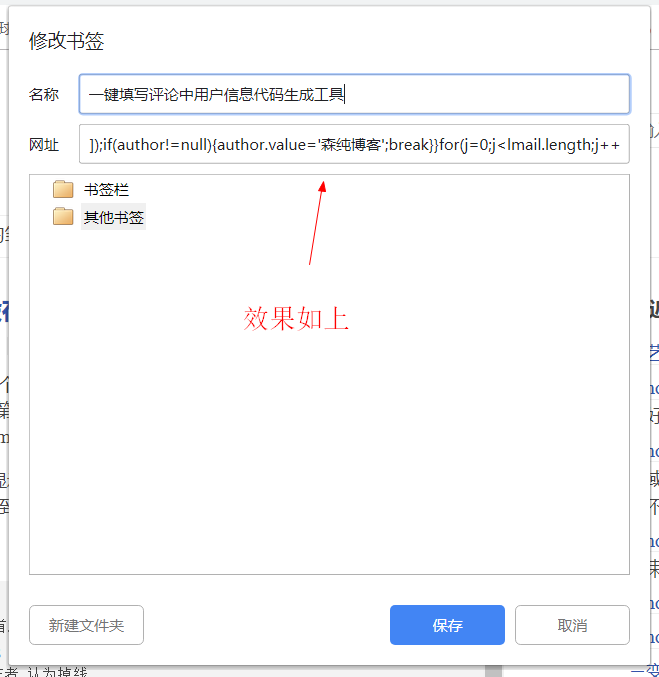 修改书签
名称 一键填写评论中用户信息代码生成工具
网址 ]);if(author!=null){author.value='森纯博客';break}}for(j=0;j<lmail.length;j++
书签栏
其他书签
效果如上
新建文件夹 保存 取消